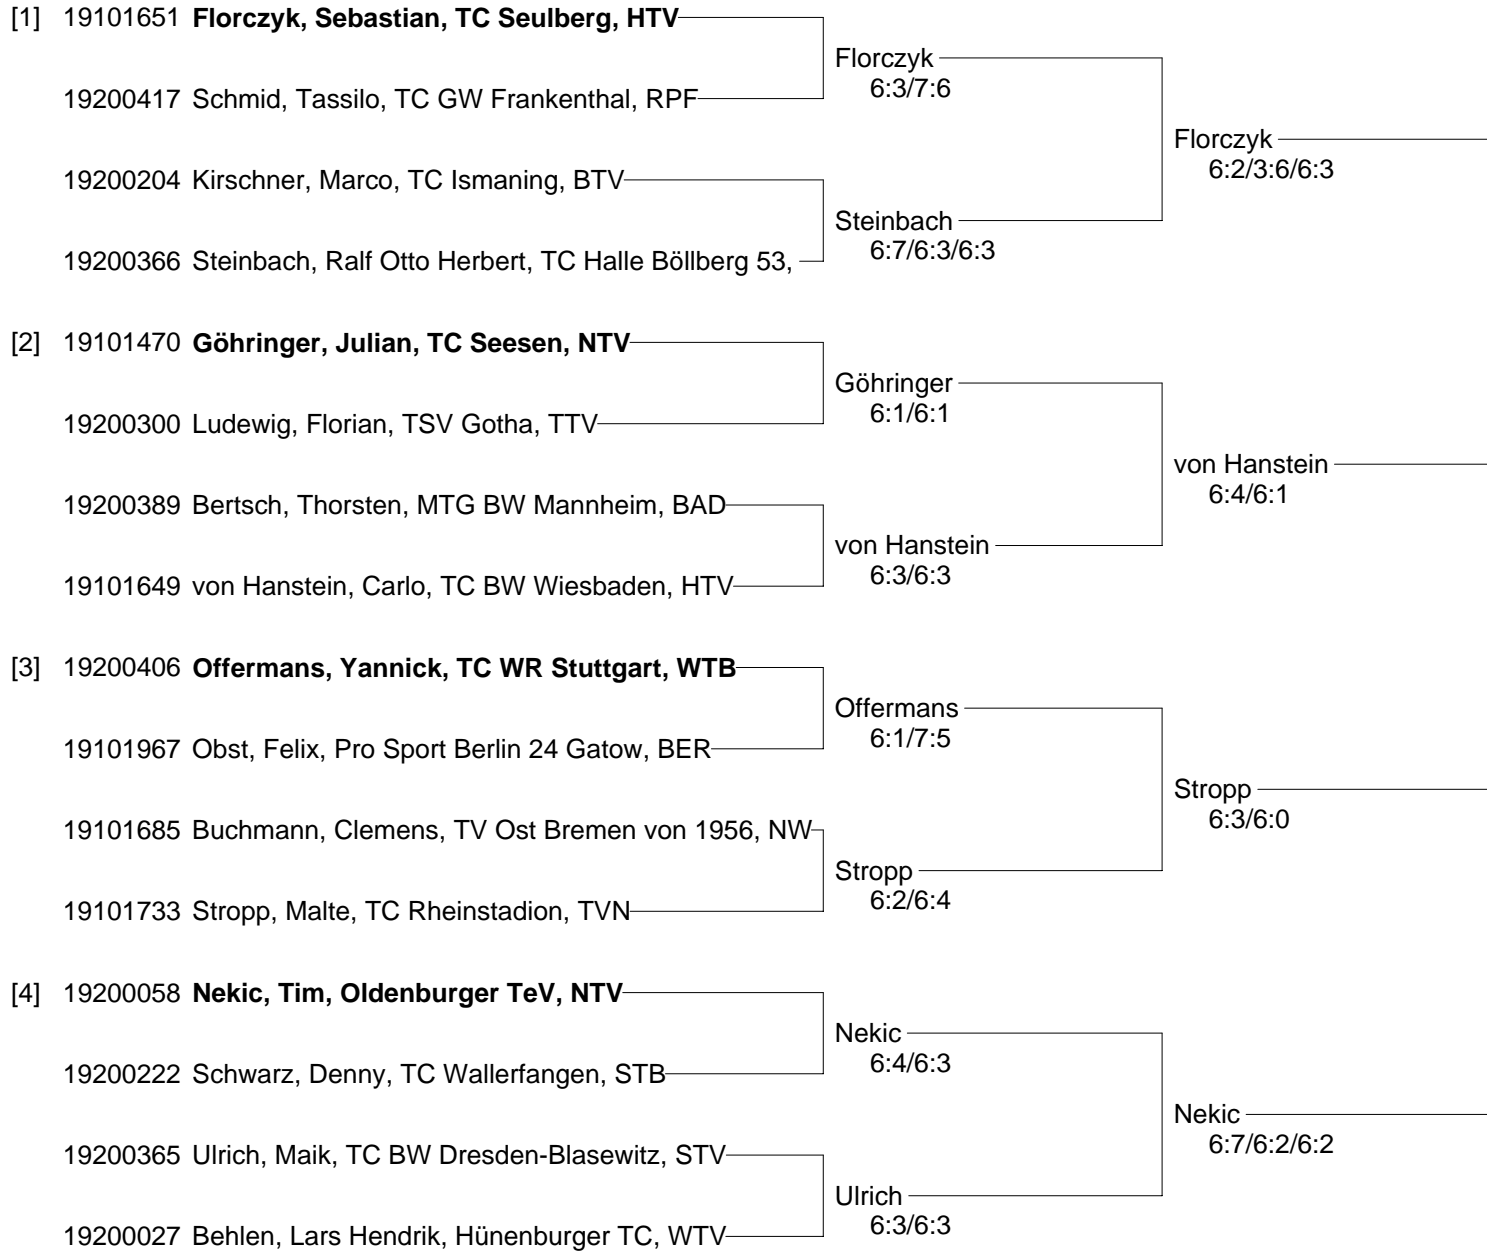 [1] 19101651 Florczyk, Sebastian, TC Seulberg, HTV
Florczyk
6:3/7:6
19200417 Schmid, Tassilo, TC GW Frankenthal, RPF
Florczyk
6:2/3:6/6:3
19200204 Kirschner, Marco, TC Ismaning, BTV
Steinbach
6:7/6:3/6:3
19200366 Steinbach, Ralf Otto Herbert, TC Halle Böllberg 53,
[2] 19101470 Göhringer, Julian, TC Seesen, NTV
Göhringer
6:1/6:1
19200300 Ludewig, Florian, TSV Gotha, TTV
von Hanstein
6:4/6:1
19200389 Bertsch, Thorsten, MTG BW Mannheim, BAD
von Hanstein
6:3/6:3
19101649 von Hanstein, Carlo, TC BW Wiesbaden, HTV
[3] 19200406 Offermans, Yannick, TC WR Stuttgart, WTB
Offermans
6:1/7:5
19101967 Obst, Felix, Pro Sport Berlin 24 Gatow, BER
Stropp
6:3/6:0
19101685 Buchmann, Clemens, TV Ost Bremen von 1956, NW
Stropp
6:2/6:4
19101733 Stropp, Malte, TC Rheinstadion, TVN
[4] 19200058 Nekic, Tim, Oldenburger TeV, NTV
Nekic
6:4/6:3
19200222 Schwarz, Denny, TC Wallerfangen, STB
Nekic
6:7/6:2/6:2
19200365 Ulrich, Maik, TC BW Dresden-Blasewitz, STV
Ulrich
6:3/6:3
19200027 Behlen, Lars Hendrik, Hünenburger TC, WTV